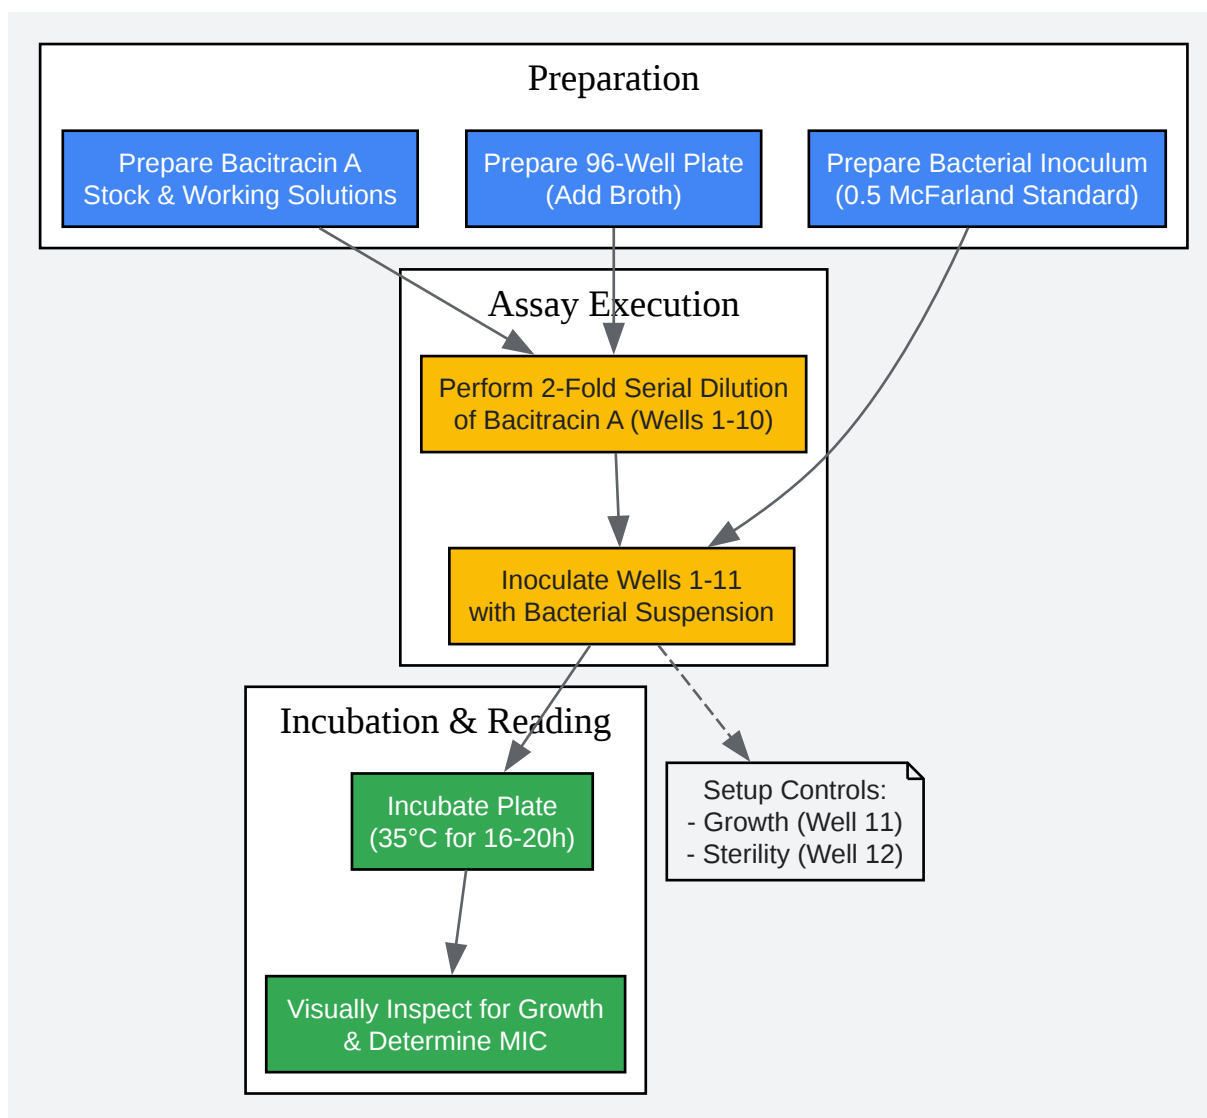 Preparation
Prepare Bacitracin A
Stock & Working Solutions
Prepare 96-Well Plate
(Add Broth)
Prepare Bacterial Inoculum
(0.5 McFarland Standard)
Assay Execution
Perform 2-Fold Serial Dilution
of Bacitracin A (Wells 1-10)
Inoculate Wells 1-11
with Bacterial Suspension
Incubation & Reading
Incubate Plate
(35°C for 16-20h)
Setup Controls:
- Growth (Well 11)
- Sterility (Well 12)
Visually Inspect for Growth
& Determine MIC